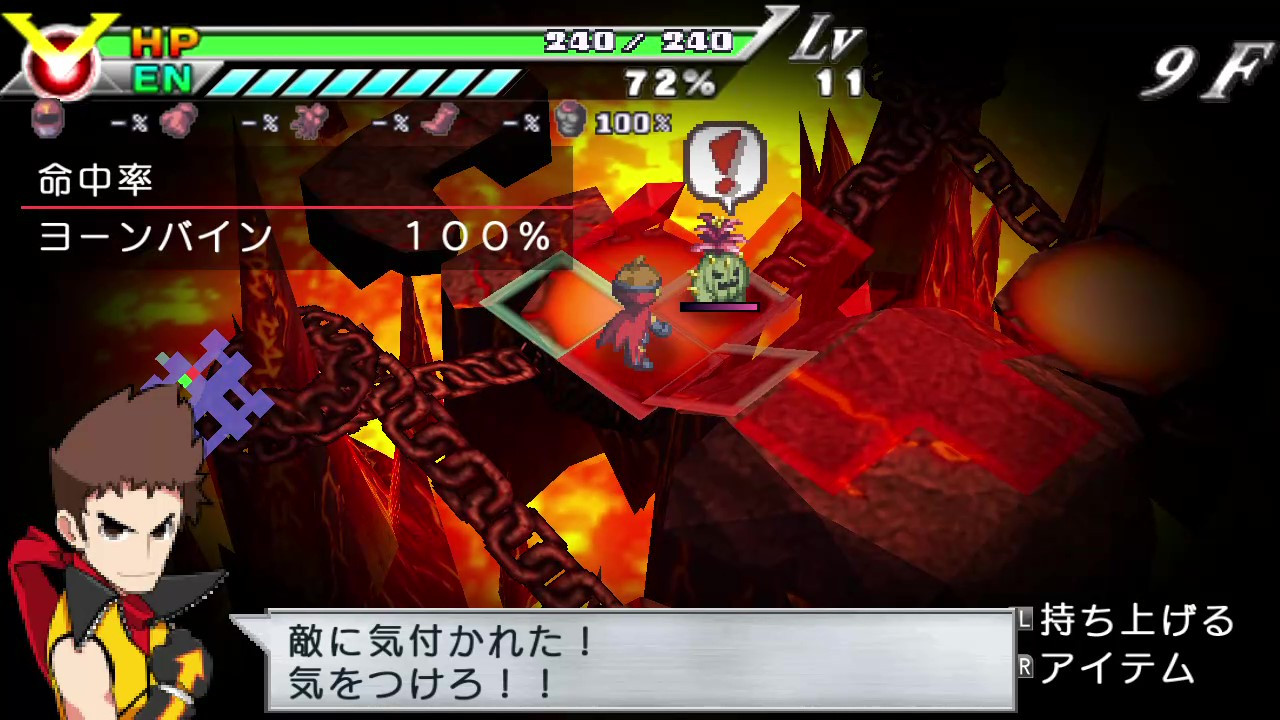 HP 240/240 Lv
EN 72% 11
9F
-% -% -% -% 100%
命中率
ヨーンバイン 100%
!
敵に気付かれた！
気をつけろ！！
L 持ち上げる
R アイテム